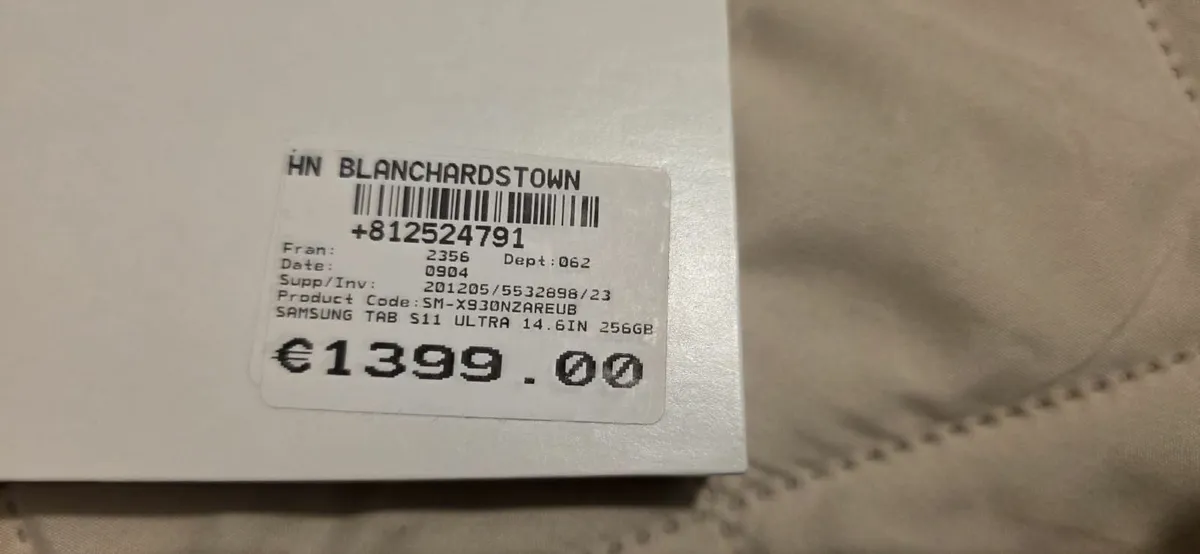 HN BLANCHARDSTOWN
+812524791
Fran: 2356 Dept:062
Date: 0904
Supp/Inv: 201205/5532898/23
Product Code:SM-X930NZAREUB
SAMSUNG TAB S11 ULTRA 14.6IN 256GB
€1399.00